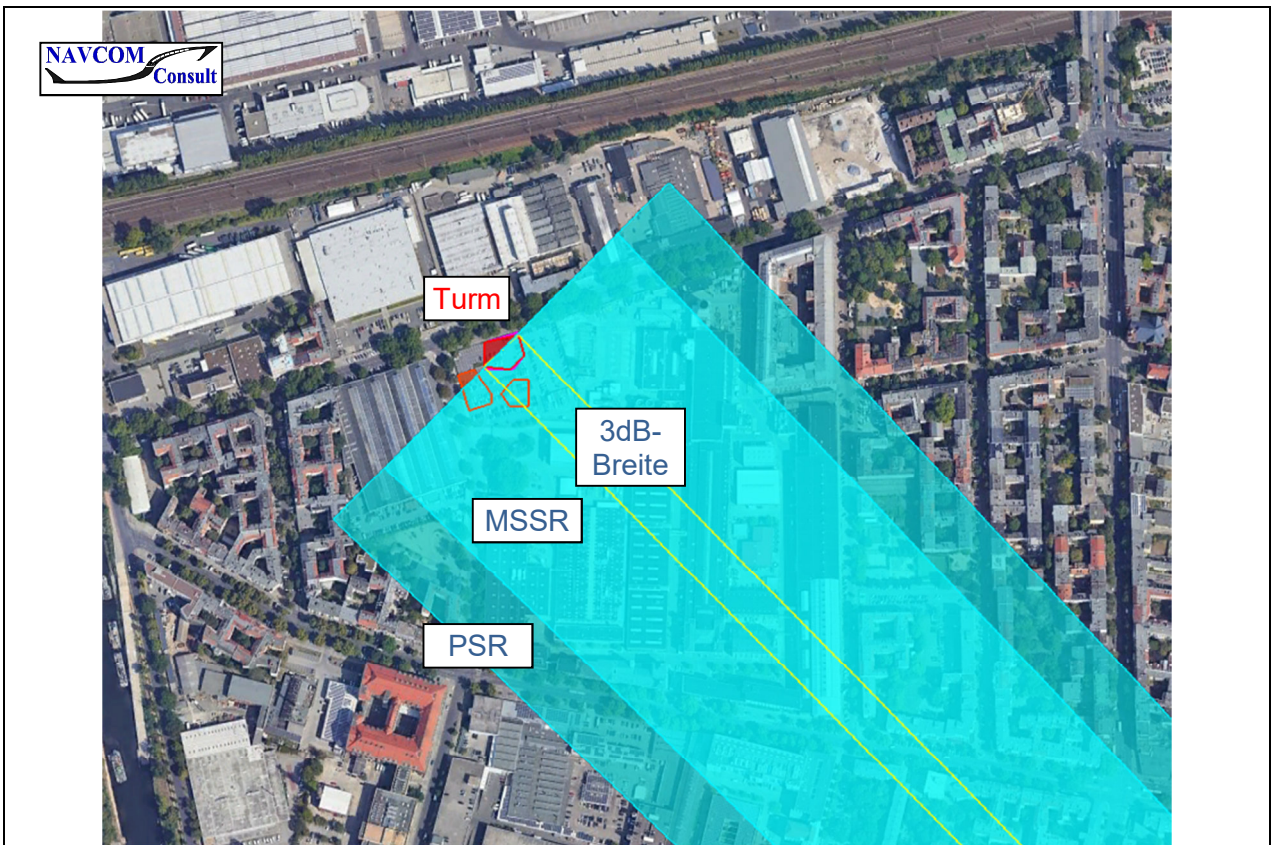 NAVCOM
Consult
Turm
3dB-
Breite
MSSR
PSR